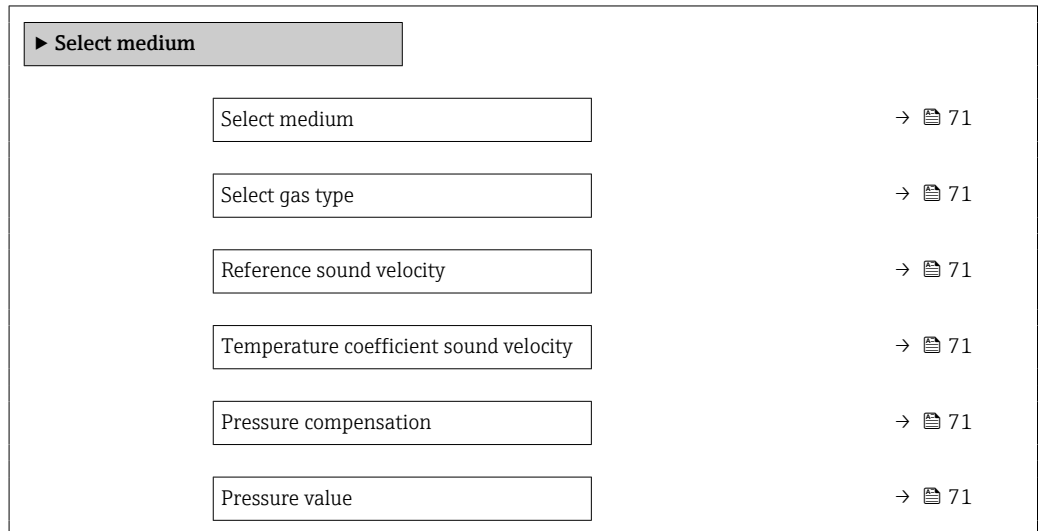 ▶ Select medium
Select medium → 71
Select gas type → 71
Reference sound velocity → 71
Temperature coefficient sound velocity → 71
Pressure compensation → 71
Pressure value → 71